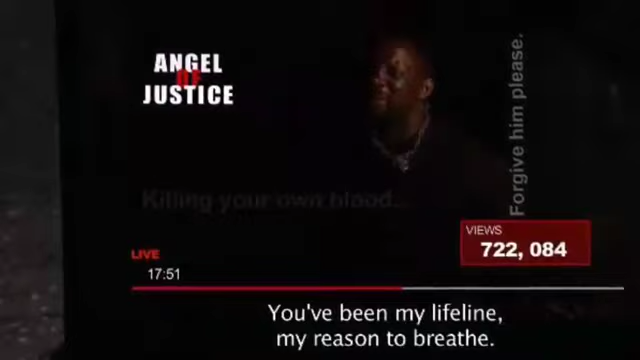 ANGEL
OF
JUSTICE
Forgive him please.
Killing your own blood...
VIEWS
722, 084
LIVE
17:51
You've been my lifeline,
my reason to breathe.